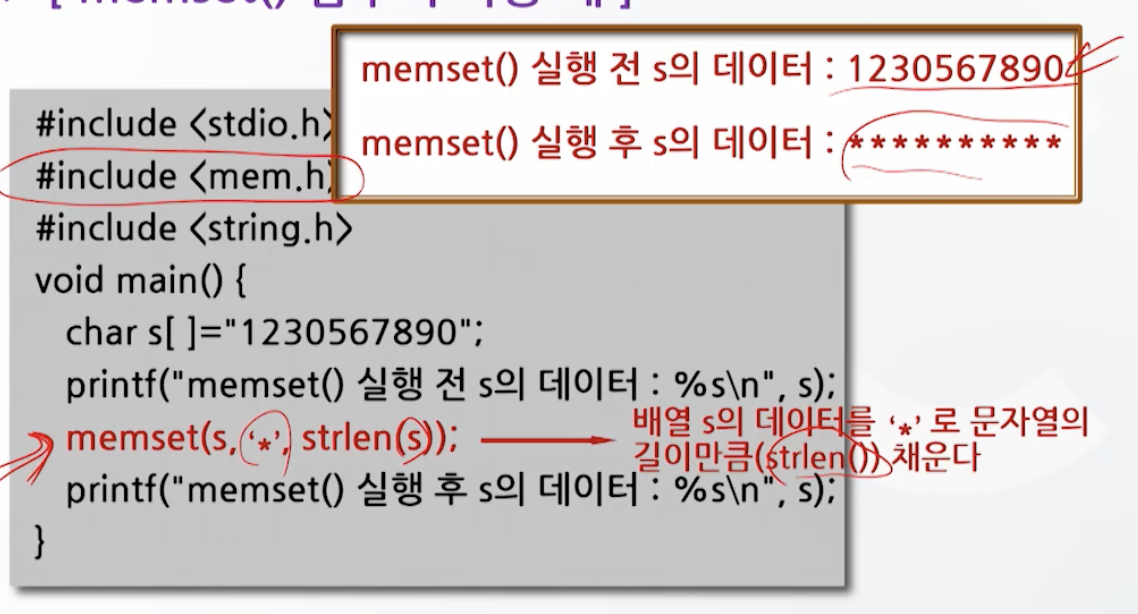 memset() 실행 전 s의 데이터 : 1230567890
memset() 실행 후 s의 데이터 : **********
#include <stdio.h>
#include <mem.h>
#include <string.h>
void main() {
char s[ ]="1230567890";
printf("memset() 실행 전 s의 데이터 : %s\n", s);
memset(s, '*', strlen(s));
배열 s의 데이터를 '*' 로 문자열의
길이만큼(strlen()) 채운다
printf("memset() 실행 후 s의 데이터 : %s\n", s);
}